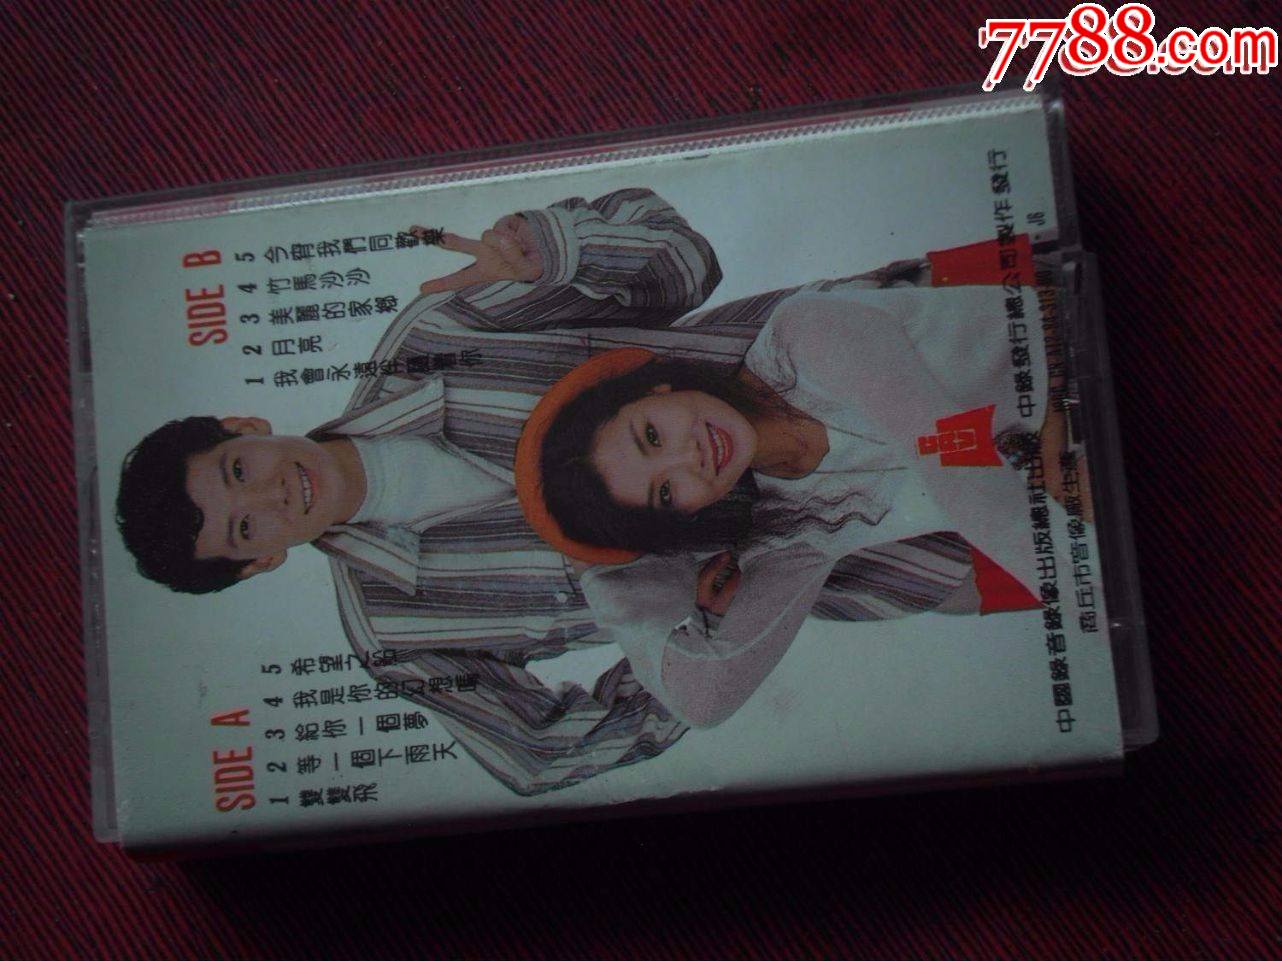 7788.com
SIDE A
1 雙雙飛
2 等一個下雨天
3 給你一個夢
4 我是你的幻想嗎
5 希望之船
SIDE B
1 我會永遠伴隨著你
2 月亮
3 美麗的家鄉
4 竹馬沙沙
5 今宵我們同歡樂
中國錄音錄像出版總社出版
中錄發行總公司製作發行
商丘市音像廠生產
J6